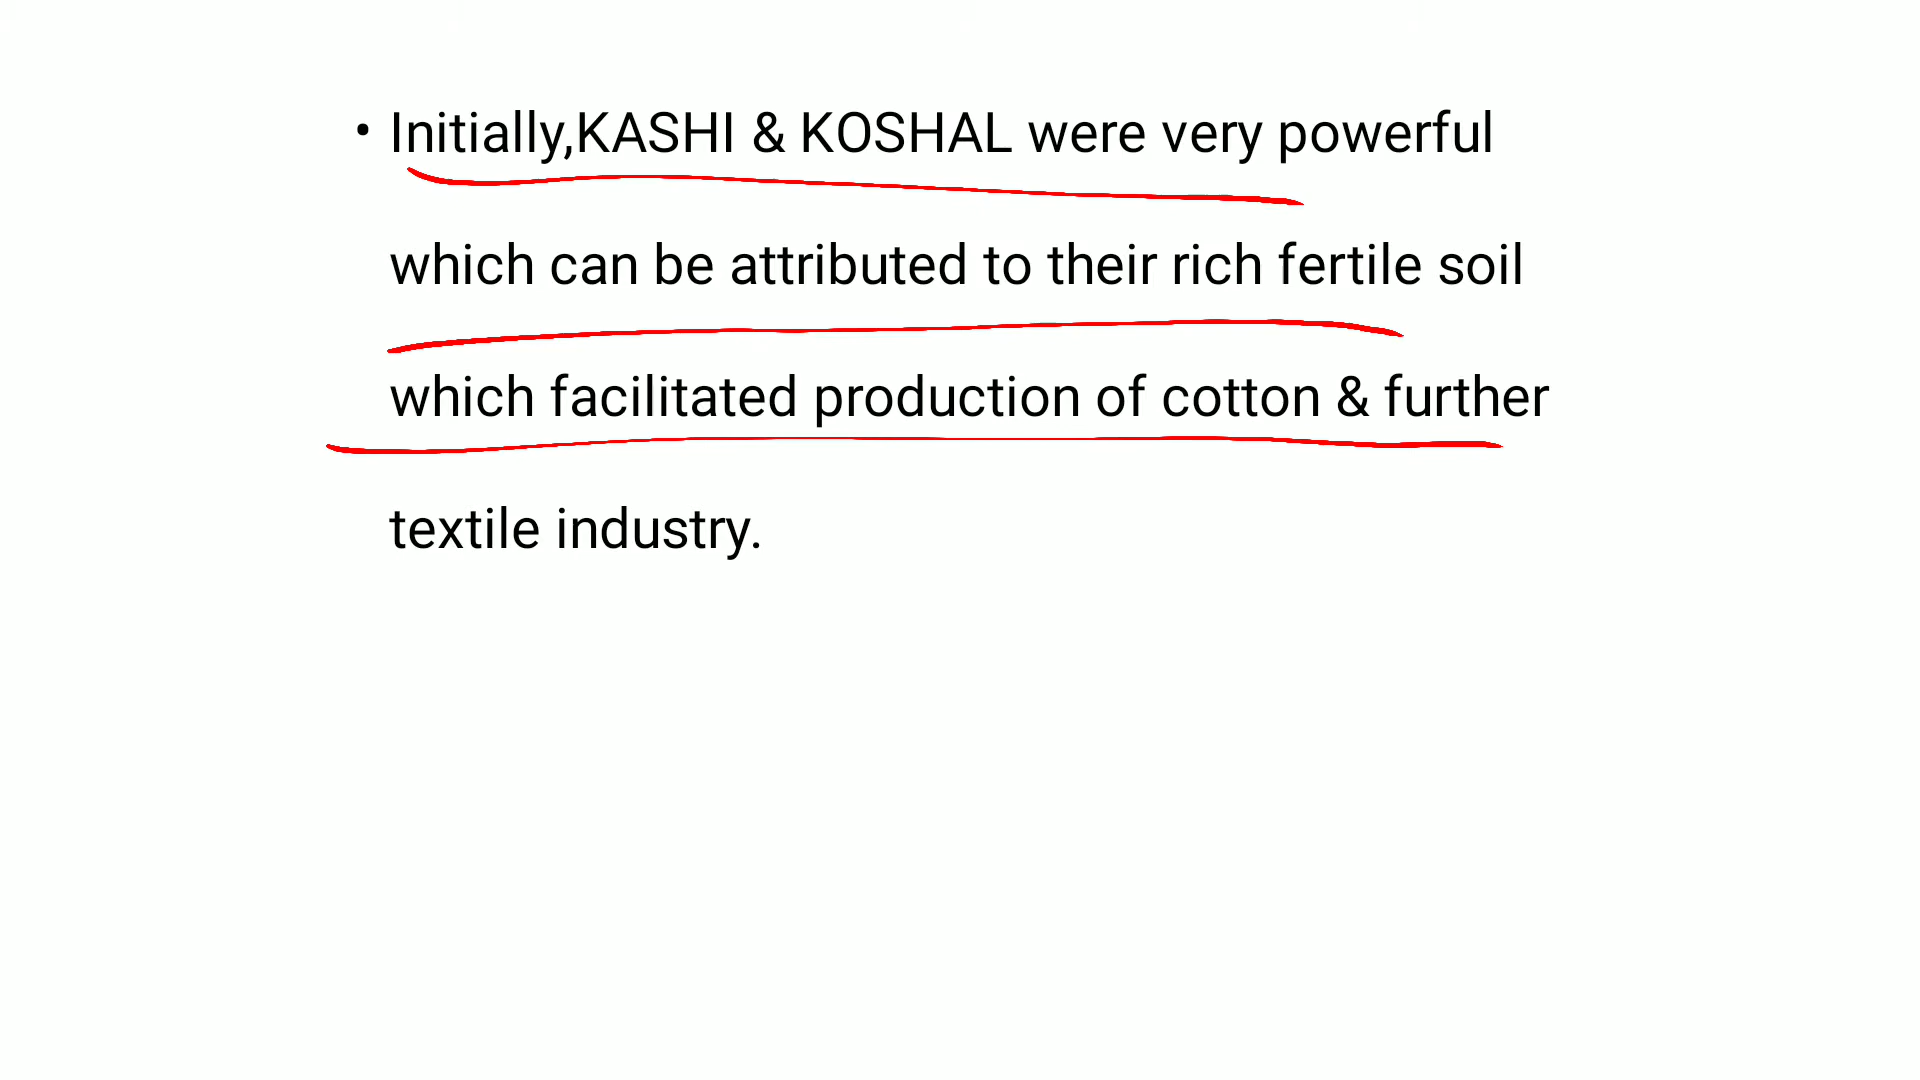 • Initially,KASHI & KOSHAL were very powerful
which can be attributed to their rich fertile soil
which facilitated production of cotton & further
textile industry.